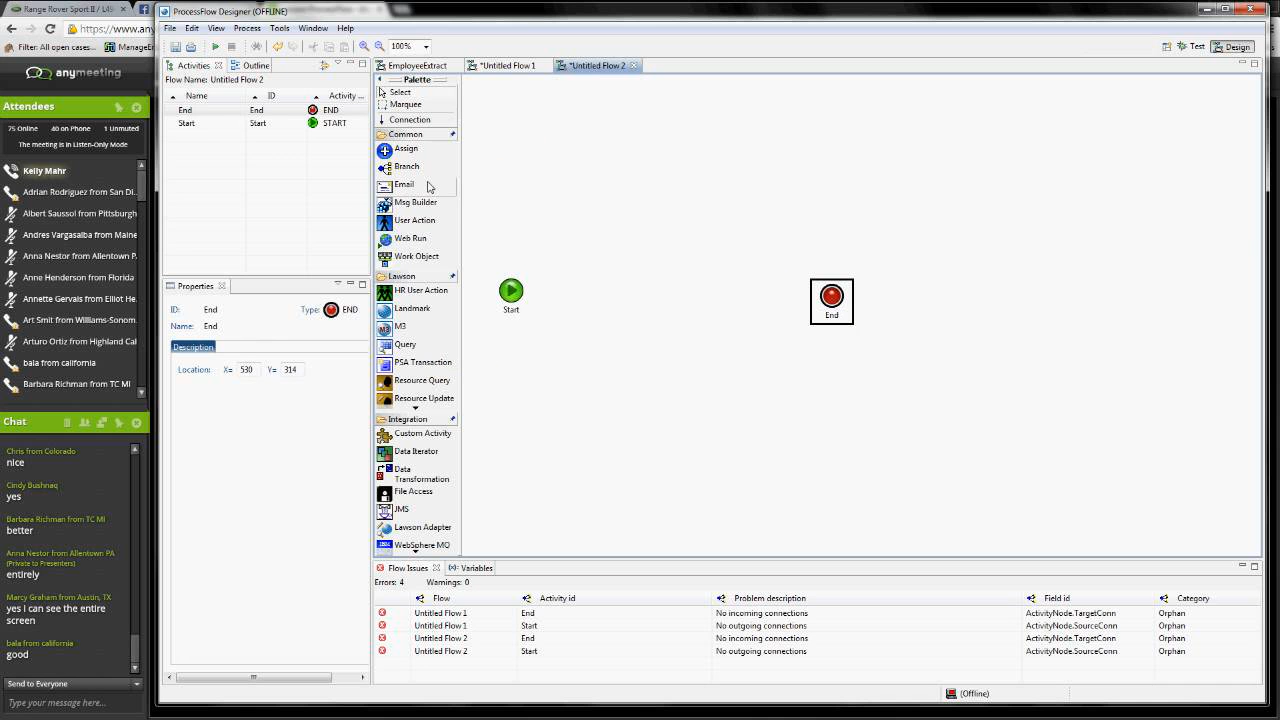 Range Rover Sport II / L494
ProcessFlow Designer (OFFLINE)
https://www.any
Filter: All open cases...
ManageEn
File Edit View Process Tools Window Help
100%
Test
Design
anymeeting
Attendees
75 Online 40 on Phone 1 Unmuted
The meeting is in Listen-Only Mode
Kelly Mahr
Adrian Rodriguez from San Di...
Albert Saussol from Pittsburgh
Andres Vargasalba from Maine
Anna Nestor from Allentown P
Anne Henderson from Florida
Annette Gervais from Elliot He
Art Smit from Williams-Sonom
Arturo Ortiz from Highland Cal
bala from california
Barbara Richman from TC MI
Chat
Chris from Colorado
nice
Cindy Bushnaq
yes
Barbara Richman from TC MI
better
Anna Nestor from Allentown PA
(Private to Presenters)
entirely
Marcy Graham from Austin, TX
yes I can see the entire
screen
bala from california
good
Send to Everyone
Type your message here...
Activities
Outline
Flow Name: Untitled Flow 2
Name ID Activity ...
End End END
Start Start START
Properties
ID: End Type: END
Name: End
Description
Location: X= 530 Y= 314
EmployeeExtract
*Untitled Flow 1
*Untitled Flow 2
Palette
Select
Marquee
Connection
Common
Assign
Branch
Email
Msg Builder
User Action
Web Run
Work Object
Lawson
HR User Action
Landmark
M3
Query
PSA Transaction
Resource Query
Resource Update
Integration
Custom Activity
Data Iterator
Data
Transformation
File Access
JMS
Lawson Adapter
WebSphere MQ
Start
End
Flow Issues
Variables
Errors: 4 Warnings: 0
Flow Activity id Problem description Field id Category
Untitled Flow 1 End No incoming connections ActivityNode.TargetConn Orphan
Untitled Flow 1 Start No outgoing connections ActivityNode.SourceConn Orphan
Untitled Flow 2 End No incoming connections ActivityNode.TargetConn Orphan
Untitled Flow 2 Start No outgoing connections ActivityNode.SourceConn Orphan
(Offline)